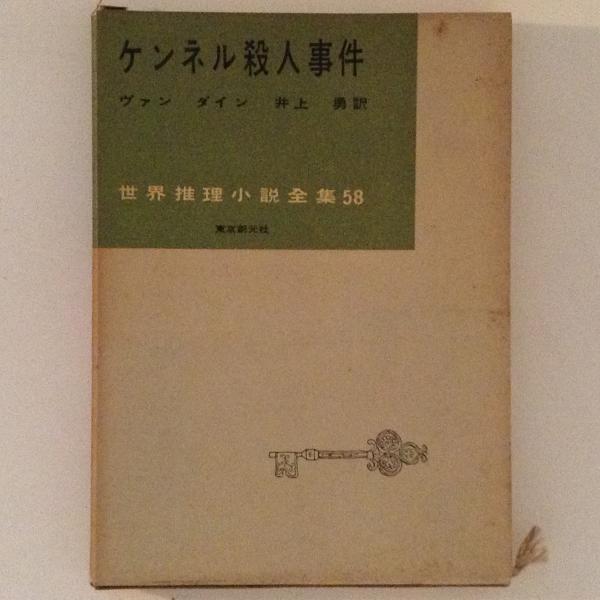 ケンネル殺人事件
ヴァン ダイン 井上 勇訳
世界推理小説全集58
東京創元社